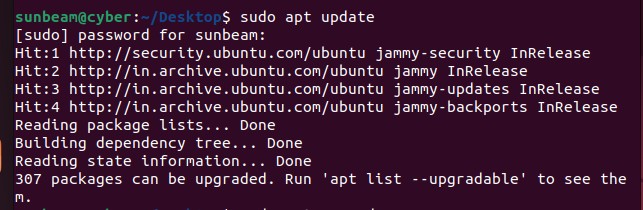 sunbeam@cyber:~/Desktop$ sudo apt update
[sudo] password for sunbeam:
Hit:1 http://security.ubuntu.com/ubuntu jammy-security InRelease
Hit:2 http://in.archive.ubuntu.com/ubuntu jammy InRelease
Hit:3 http://in.archive.ubuntu.com/ubuntu jammy-updates InRelease
Hit:4 http://in.archive.ubuntu.com/ubuntu jammy-backports InRelease
Reading package lists... Done
Building dependency tree... Done
Reading state information... Done
307 packages can be upgraded. Run 'apt list --upgradable' to see the
m.